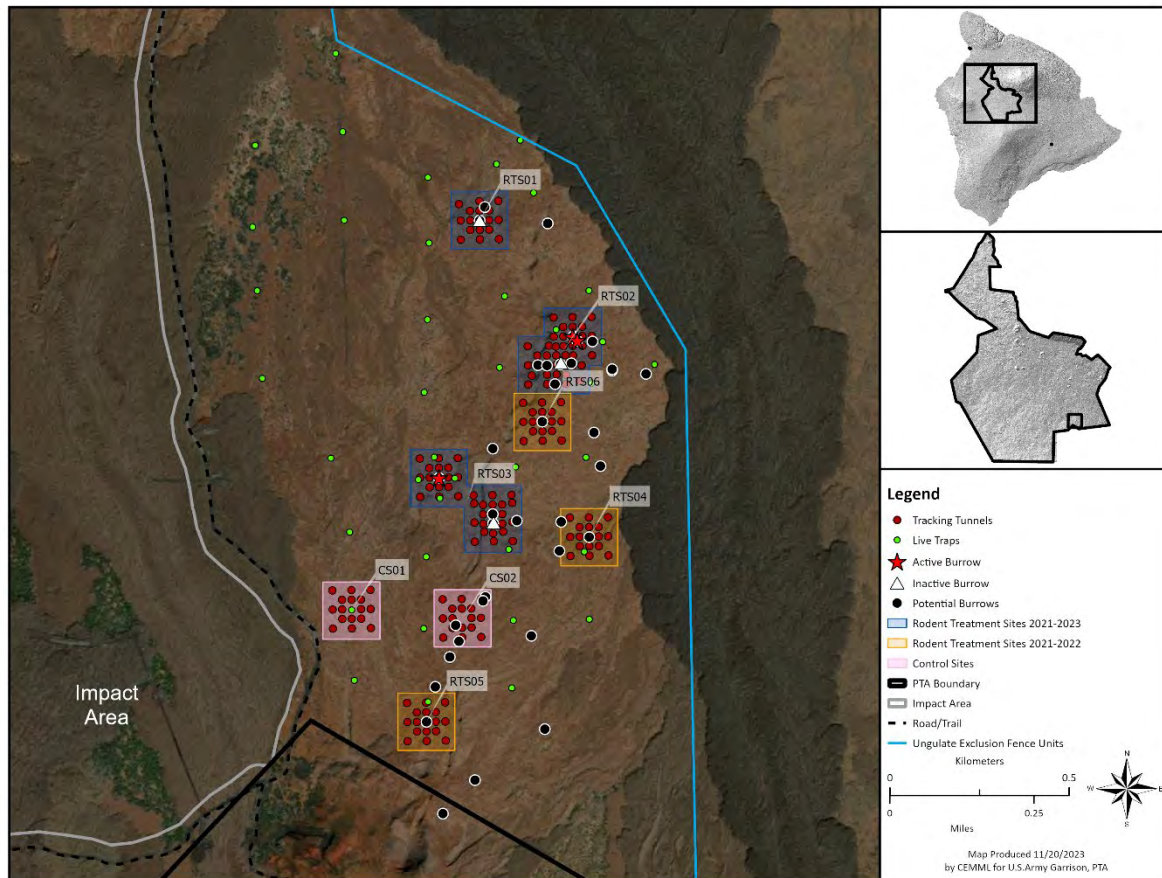 RTS01
RTS02
RTS06
RTS03
RTS04
CS01
CS02
RTS05
Impact
Area
Legend
Tracking Tunnels
Live Traps
Active Burrow
Inactive Burrow
Potential Burrows
Rodent Treatment Sites 2021-2023
Rodent Treatment Sites 2021-2022
Control Sites
PTA Boundary
Impact Area
Road/Trail
Ungulate Exclusion Fence Units
Kilometers
0 0.5
0 0.25
Miles
N
W E
S
Map Produced 11/20/2023
by CEMML for U.S.Army Garrison, PTA